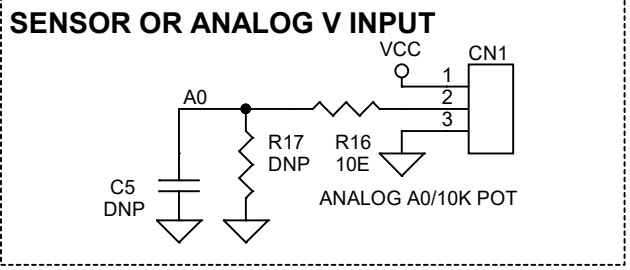 SENSOR OR ANALOG V INPUT
VCC
CN1
1
A0
2
3
R17
DNP
R16
10E
C5
DNP
ANALOG A0/10K POT